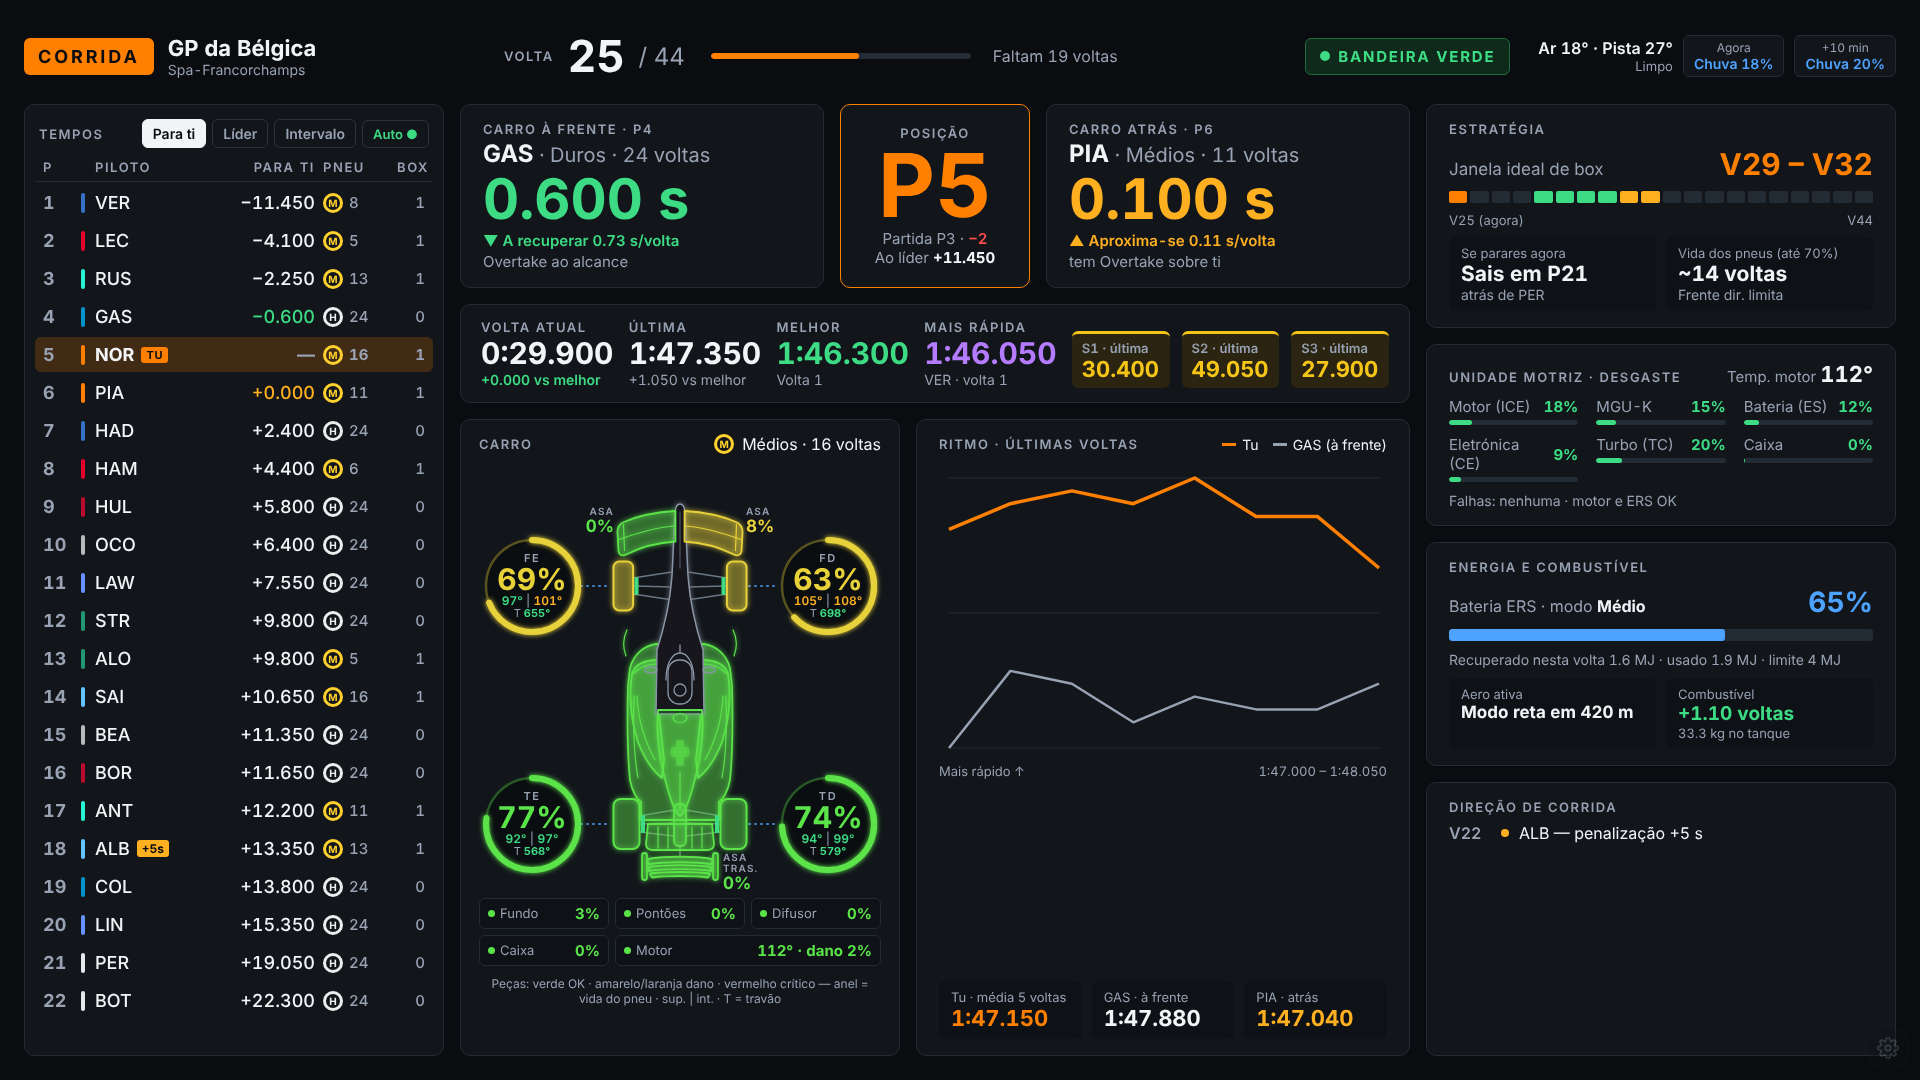 CORRIDA
GP da Bélgica
Spa-Francorchamps
VOLTA 25 / 44
Faltam 19 voltas
BANDEIRA VERDE
Ar 18° · Pista 27°
Limpo
Agora
Chuva 18%
+10 min
Chuva 20%
TEMPOS
Para ti
Líder
Intervalo
Auto
P PILOTO PARA TI PNEU BOX
1 VER −11.450 M 8 1
2 LEC −4.100 M 5 1
3 RUS −2.250 M 13 1
4 GAS −0.600 H 24 0
5 NOR TU — M 16 1
6 PIA +0.000 M 11 1
7 HAD +2.400 H 24 0
8 HAM +4.400 M 6 1
9 HUL +5.800 H 24 0
10 OCO +6.400 H 24 0
11 LAW +7.550 H 24 0
12 STR +9.800 H 24 0
13 ALO +9.800 M 5 1
14 SAI +10.650 M 16 1
15 BEA +11.350 H 24 0
16 BOR +11.650 H 24 0
17 ANT +12.200 M 11 1
18 ALB +5s +13.350 M 13 1
19 COL +13.800 H 24 0
20 LIN +15.350 H 24 0
21 PER +19.050 H 24 0
22 BOT +22.300 H 24 0
CARRO À FRENTE · P4
GAS · Duros · 24 voltas
0.600 s
▼ A recuperar 0.73 s/volta
Overtake ao alcance
POSIÇÃO
P5
Partida P3 · −2
Ao líder +11.450
CARRO ATRÁS · P6
PIA · Médios · 11 voltas
0.100 s
▲ Aproxima-se 0.11 s/volta
tem Overtake sobre ti
VOLTA ATUAL
0:29.900
+0.000 vs melhor
ÚLTIMA
1:47.350
+1.050 vs melhor
MELHOR
1:46.300
Volta 1
MAIS RÁPIDA
1:46.050
VER · volta 1
S1 · última
30.400
S2 · última
49.050
S3 · última
27.900
CARRO
M Médios · 16 voltas
ASA
0%
ASA
8%
FE
69%
97° | 101°
T 655°
FD
63%
105° | 108°
T 698°
TE
77%
92° | 97°
T 568°
TD
74%
94° | 99°
T 579°
ASA
TRAS.
0%
Fundo 3%
Pontões 0%
Difusor 0%
Caixa 0%
Motor 112° · dano 2%
Peças: verde OK · amarelo/laranja dano · vermelho crítico — anel =
vida do pneu · sup. | int. · T = travão
RITMO · ÚLTIMAS VOLTAS
Tu
GAS (à frente)
Mais rápido ↑
1:47.000 – 1:48.050
Tu · média 5 voltas
1:47.150
GAS · à frente
1:47.880
PIA · atrás
1:47.040
ESTRATÉGIA
Janela ideal de box V29 – V32
V25 (agora) V44
Se parares agora
Sais em P21
atrás de PER
Vida dos pneus (até 70%)
~14 voltas
Frente dir. limita
UNIDADE MOTRIZ · DESGASTE
Temp. motor 112°
Motor (ICE) 18%
MGU-K 15%
Bateria (ES) 12%
Eletrónica
(CE) 9%
Turbo (TC) 20%
Caixa 0%
Falhas: nenhuma · motor e ERS OK
ENERGIA E COMBUSTÍVEL
Bateria ERS · modo Médio 65%
Recuperado nesta volta 1.6 MJ · usado 1.9 MJ · limite 4 MJ
Aero ativa
Modo reta em 420 m
Combustível
+1.10 voltas
33.3 kg no tanque
DIREÇÃO DE CORRIDA
V22 ALB — penalização +5 s